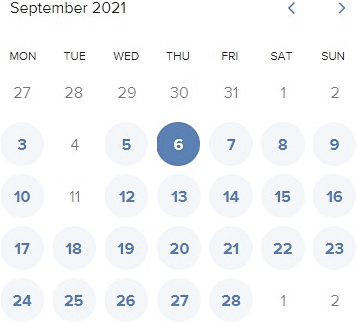 September 2021
MON TUE WED THU FRI SAT SUN
27 28 29 30 31 1 2
3 4 5 6 7 8 9
10 11 12 13 14 15 16
17 18 19 20 21 22 23
24 25 26 27 28 1 2